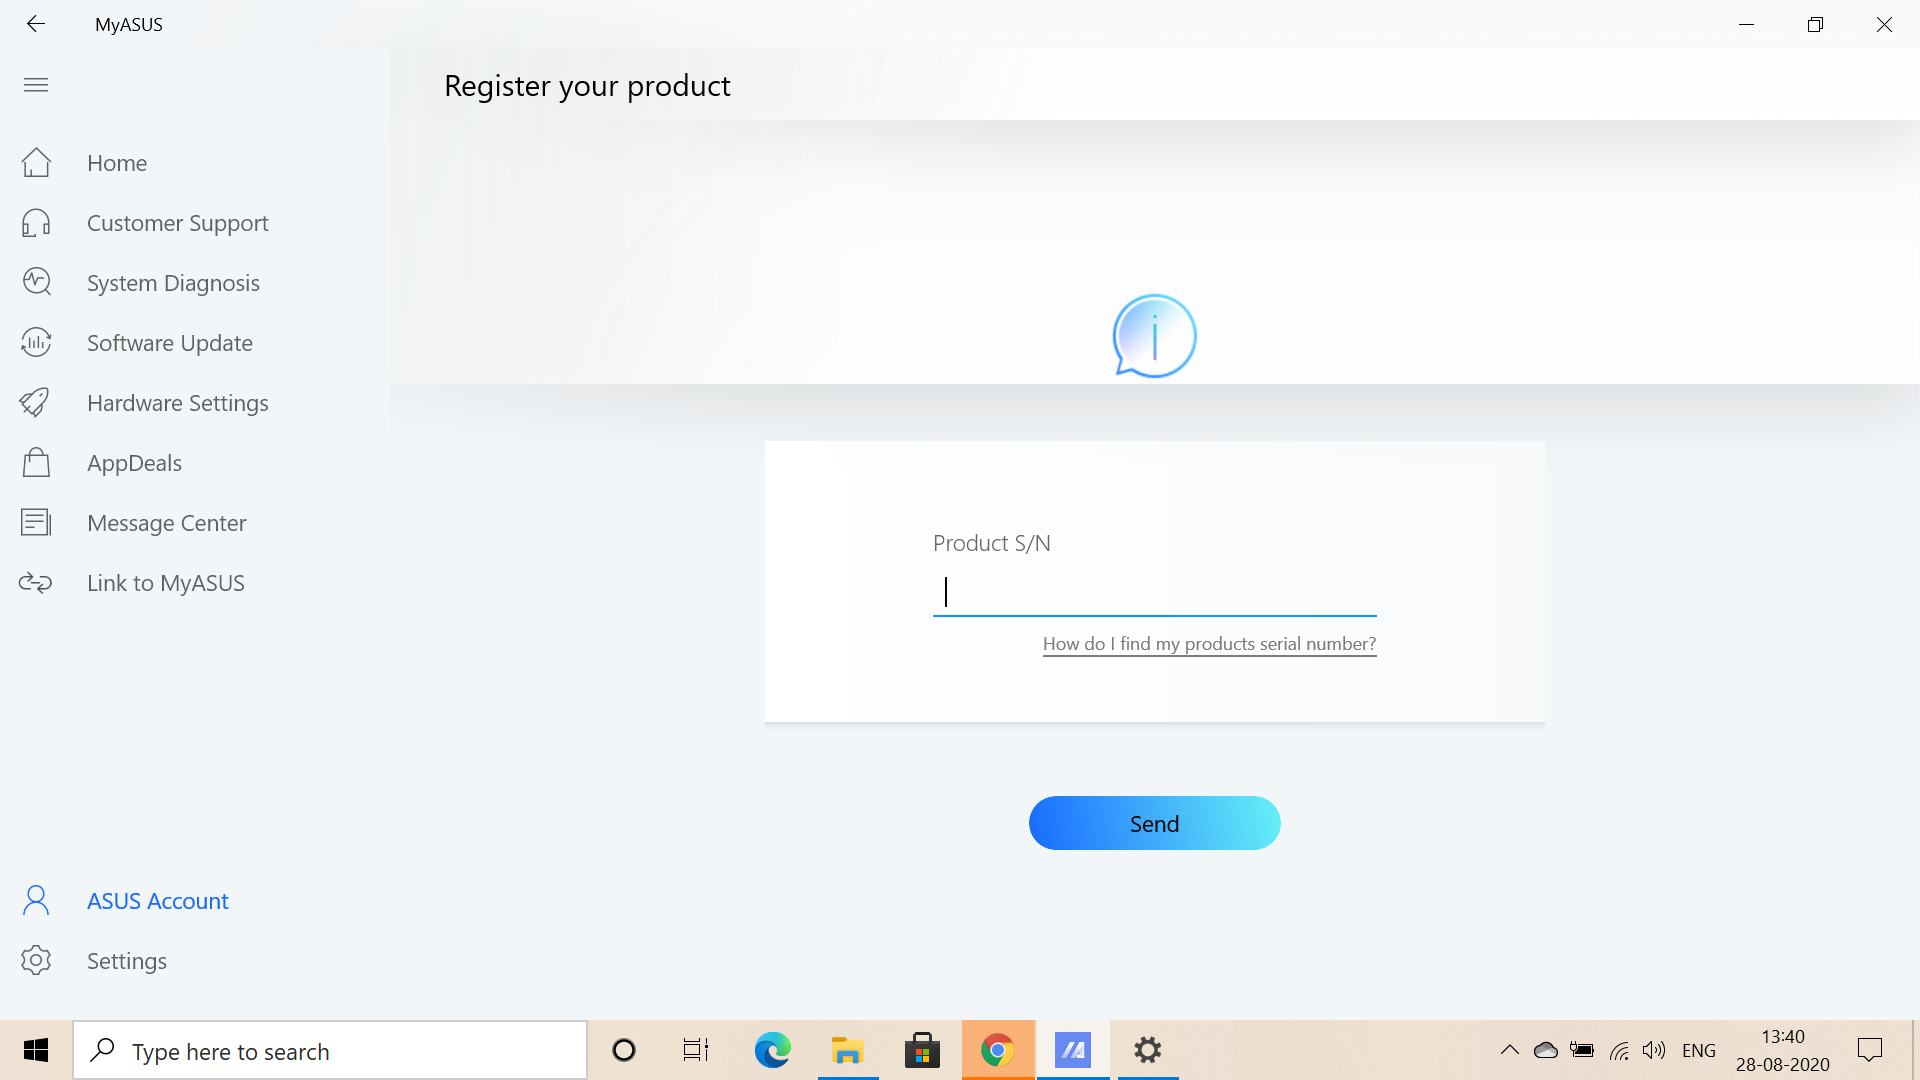 MyASUS
Register your product
Home
Customer Support
System Diagnosis
Software Update
Hardware Settings
AppDeals
Message Center
Link to MyASUS
Product S/N
How do I find my products serial number?
Send
ASUS Account
Settings
Type here to search
ENG
13:40
28-08-2020